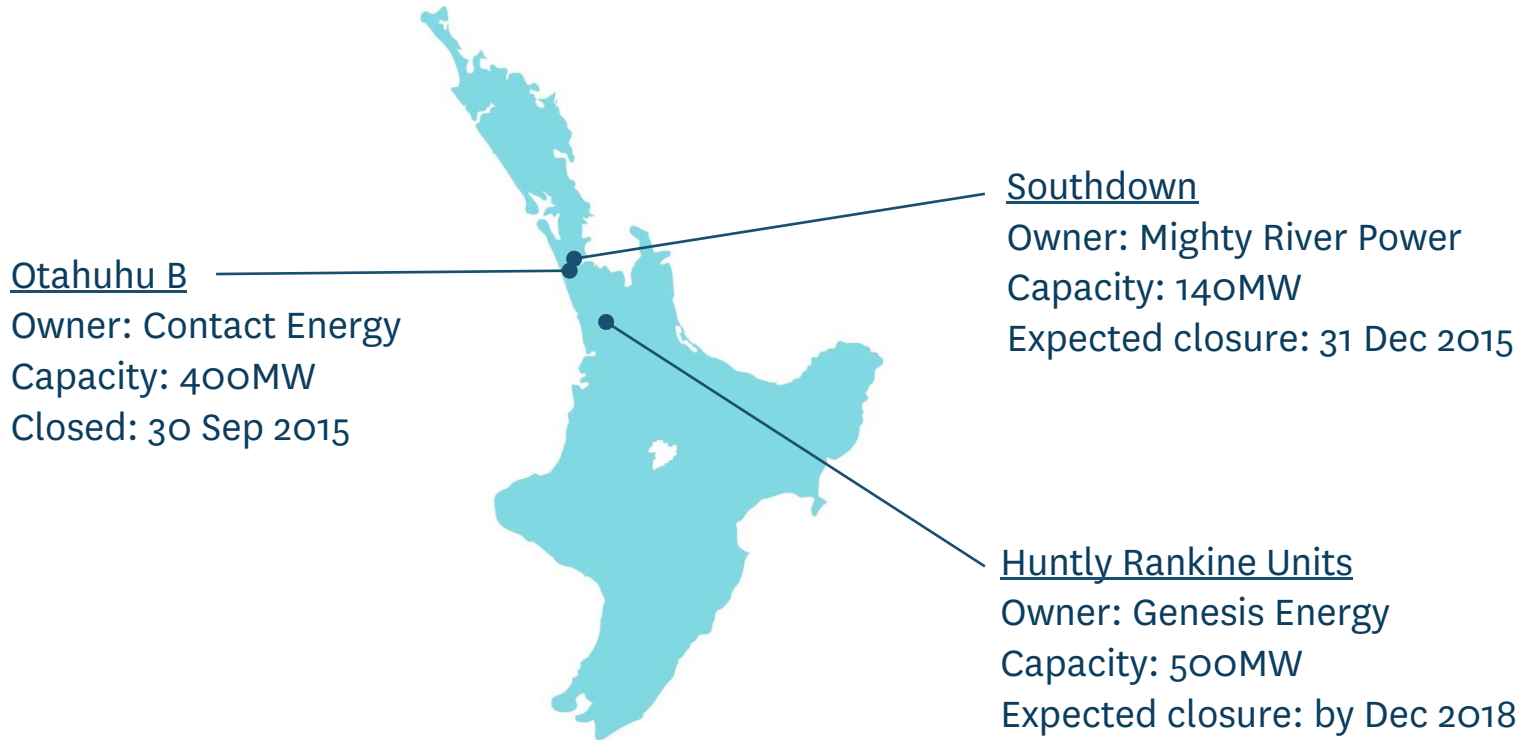 Otahuhu B
Owner: Contact Energy
Capacity: 400MW
Closed: 30 Sep 2015
Southdown
Owner: Mighty River Power
Capacity: 140MW
Expected closure: 31 Dec 2015
Huntly Rankine Units
Owner: Genesis Energy
Capacity: 500MW
Expected closure: by Dec 2018